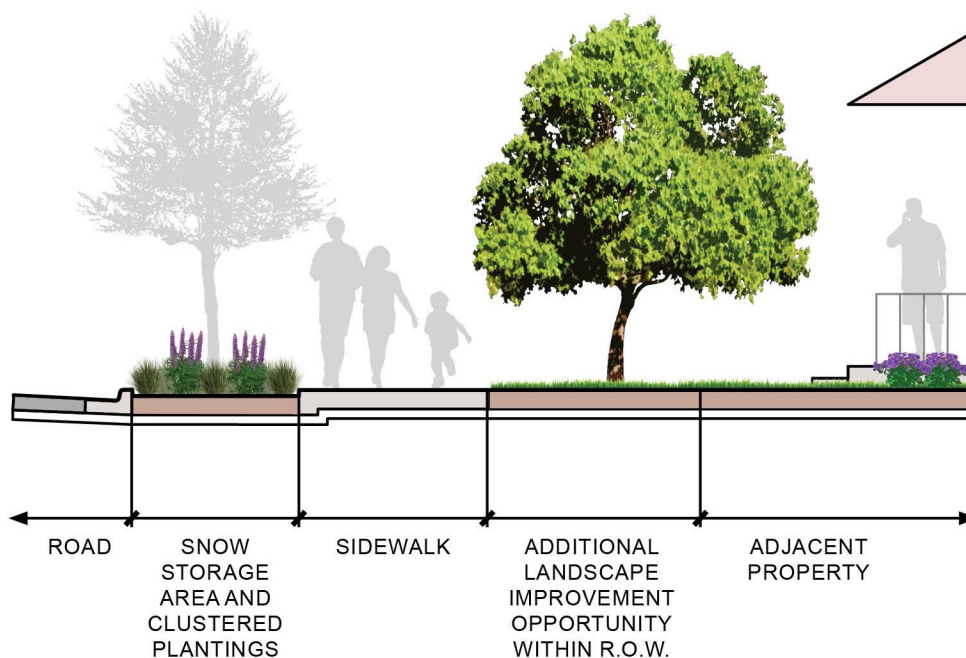 ROAD
SNOW
STORAGE
AREA AND
CLUSTERED
PLANTINGS
SIDEWALK
ADDITIONAL
LANDSCAPE
IMPROVEMENT
OPPORTUNITY
WITHIN R.O.W.
ADJACENT
PROPERTY